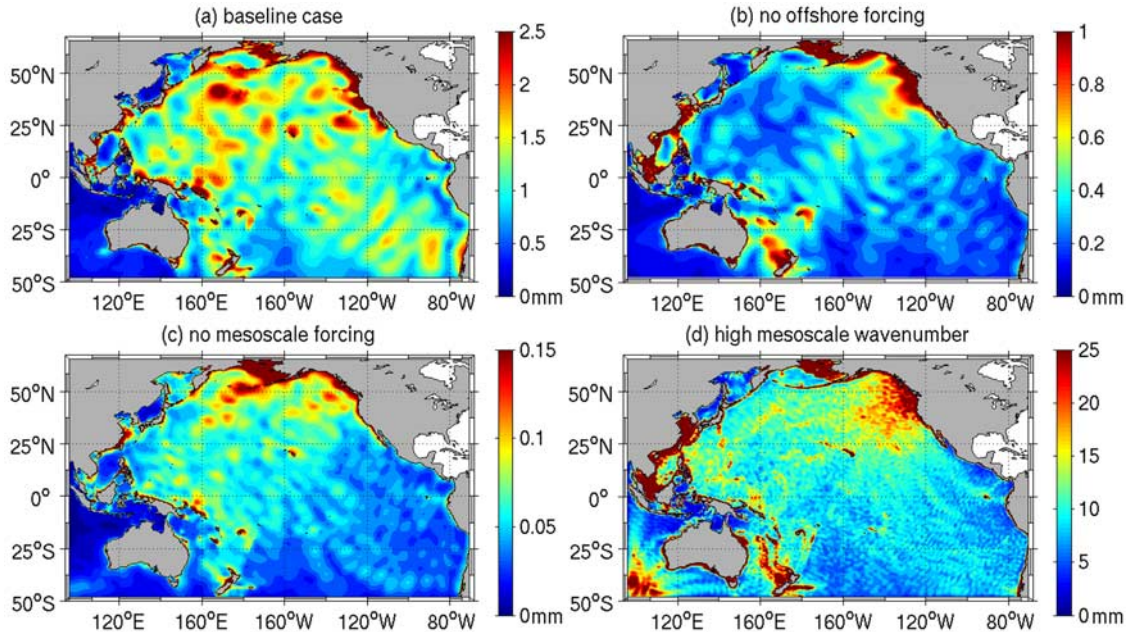 (a) baseline case
50°N
25°N
0°
25°S
50°S
120°E 160°E 160°W 120°W 80°W
2.5
2
1.5
1
0.5
0mm
(b) no offshore forcing
50°N
25°N
0°
25°S
50°S
120°E 160°E 160°W 120°W 80°W
1
0.8
0.6
0.4
0.2
0mm
(c) no mesoscale forcing
50°N
25°N
0°
25°S
50°S
120°E 160°E 160°W 120°W 80°W
0.15
0.1
0.05
0mm
(d) high mesoscale wavenumber
50°N
25°N
0°
25°S
50°S
120°E 160°E 160°W 120°W 80°W
25
20
15
10
5
0mm